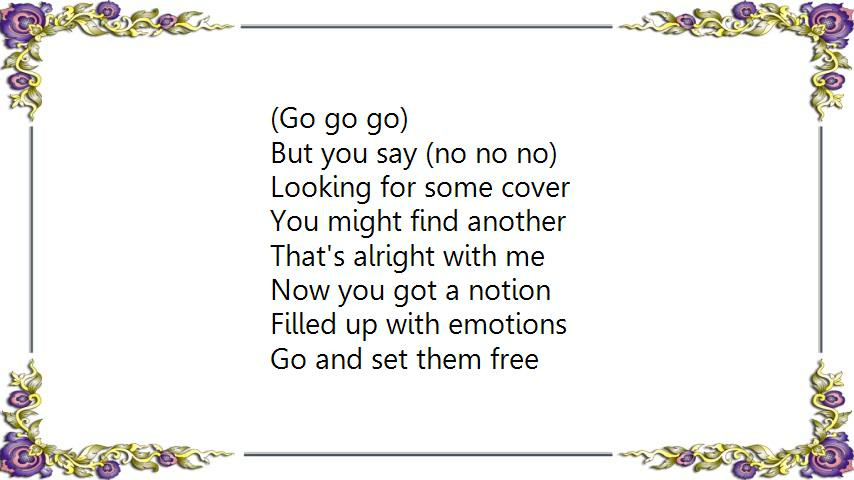 (Go go go)
But you say (no no no)
Looking for some cover
You might find another
That's alright with me
Now you got a notion
Filled up with emotions
Go and set them free